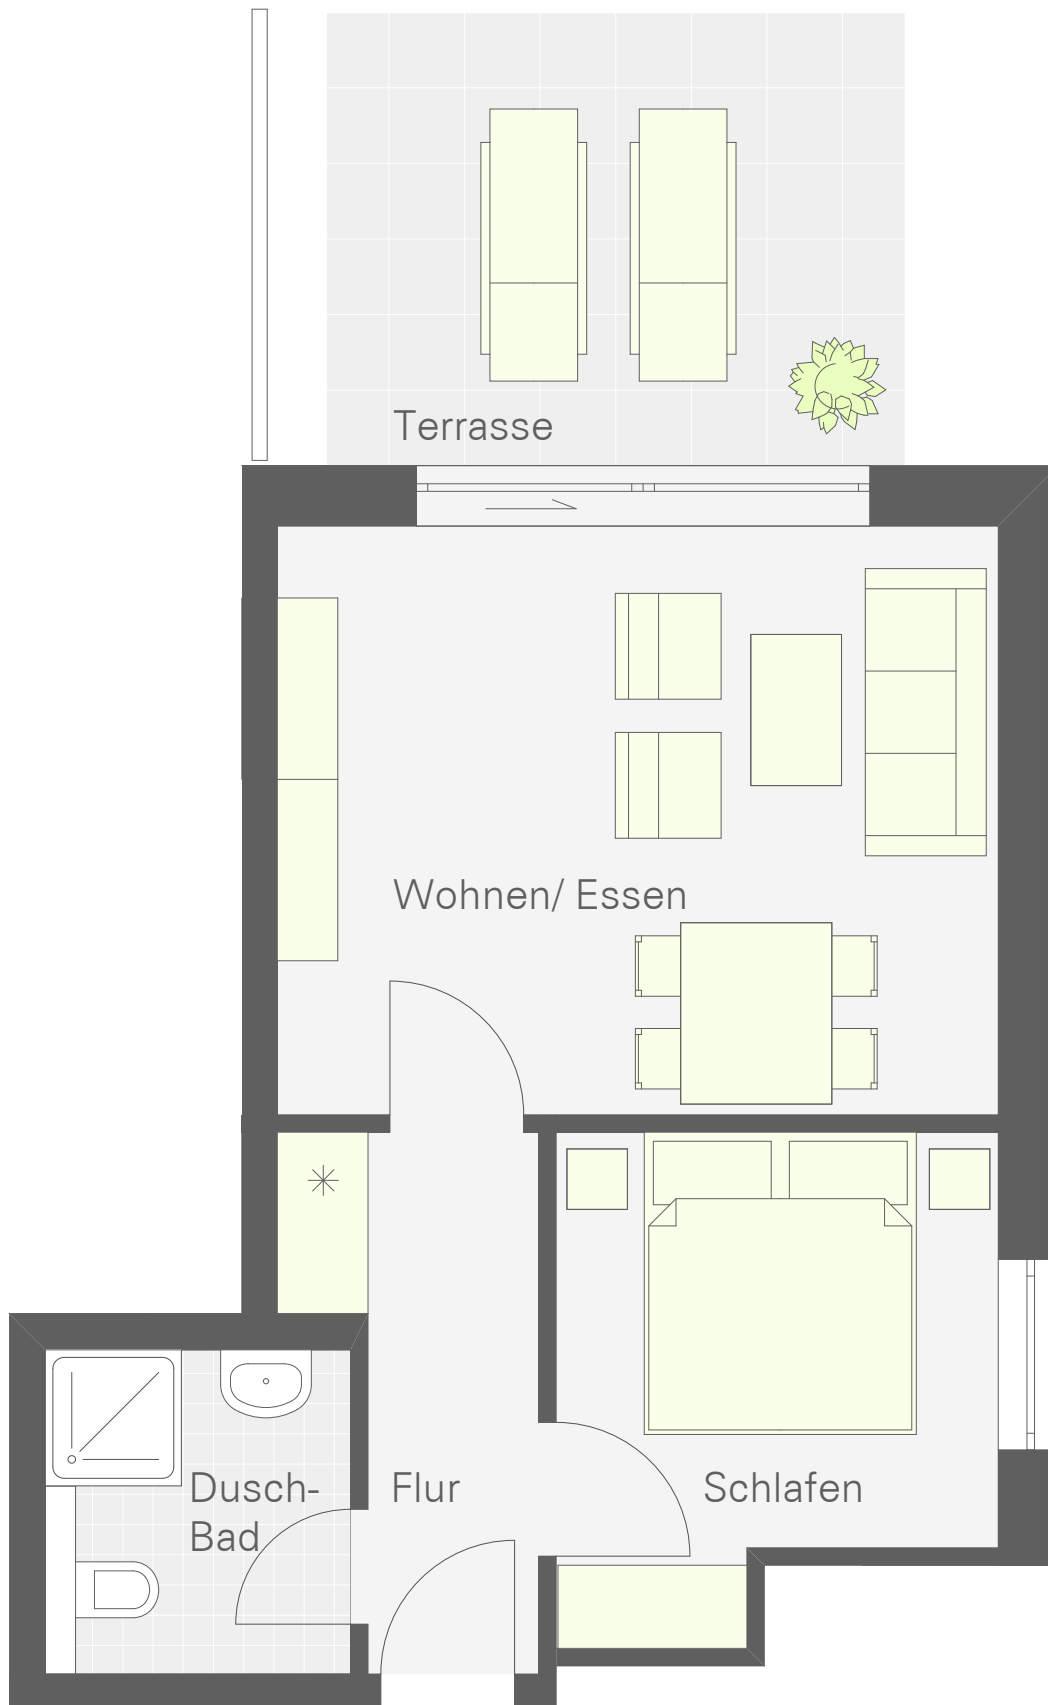 Terrasse
Wohnen/ Essen
Dusch-
Bad
Flur
Schlafen